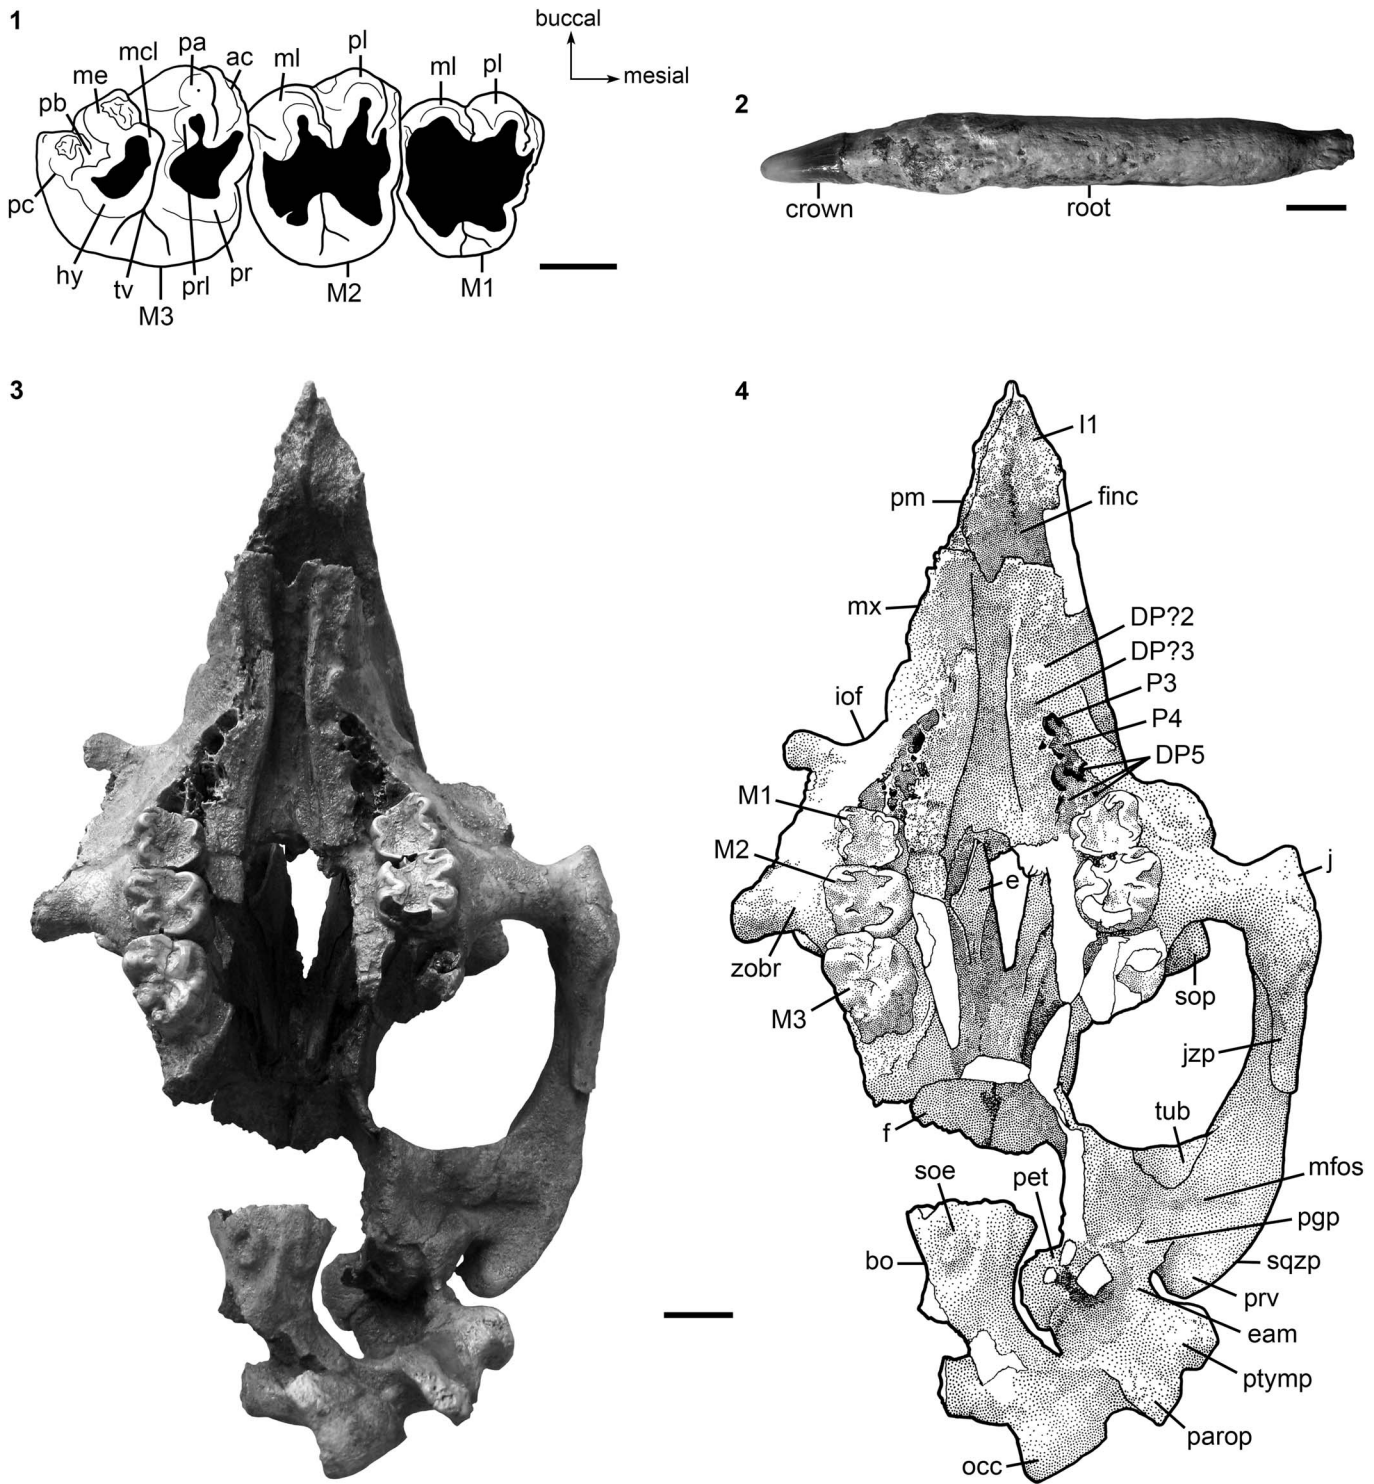 1
buccal
mesial
mcl
pa
ac
ml
pl
ml
pl
me
pb
pc
hy
tv
prl
pr
M3
M2
M1
2
crown
root
3
4
I1
pm
finc
mx
DP?2
DP?3
P3
P4
DP5
iof
M1
M2
e
j
zobr
M3
sop
jzp
tub
f
mfos
soe
pet
pgp
bo
sqzp
prv
eam
ptymp
parop
occ